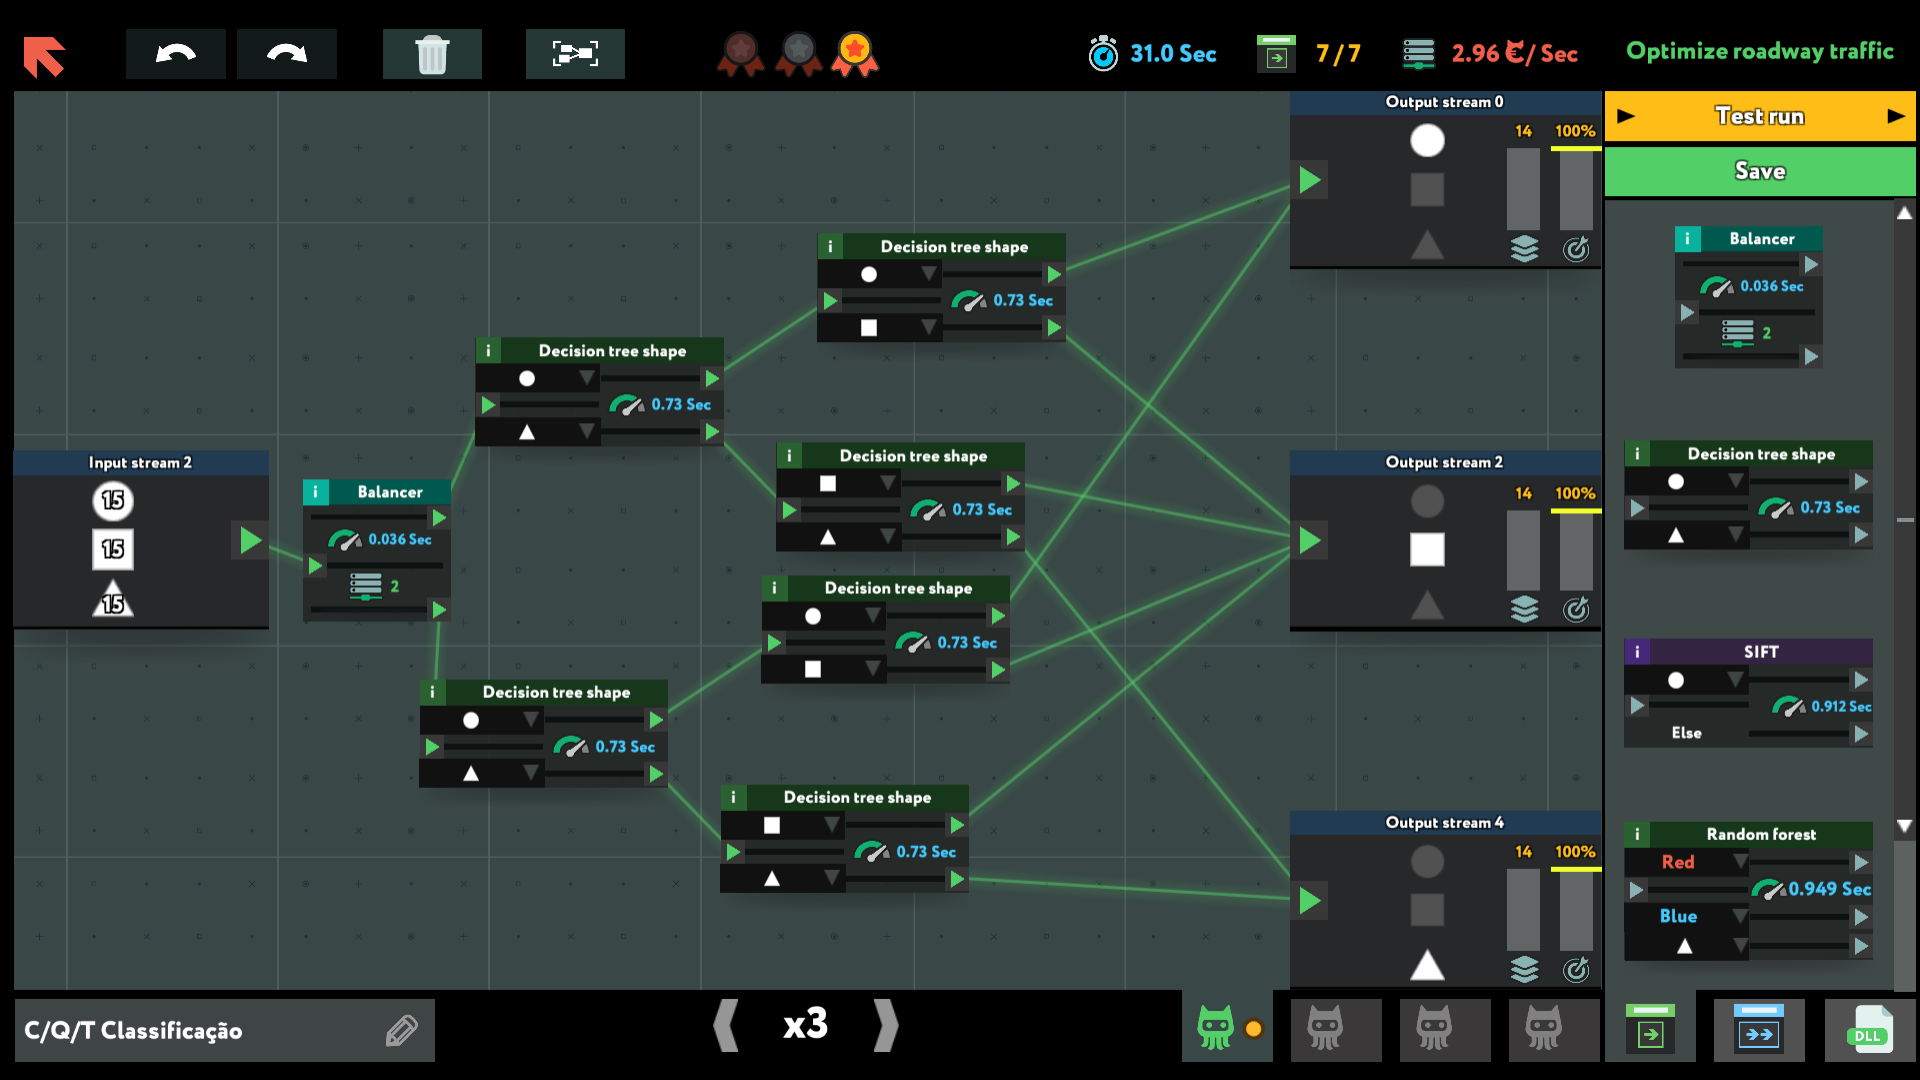 31.0 Sec
7/7
2.96 / Sec
Optimize roadway traffic
Test run
Save
Input stream 2
15
15
15
i Balancer
0.036 Sec
2
i Decision tree shape
0.73 Sec
i Decision tree shape
0.73 Sec
i Decision tree shape
0.73 Sec
i Decision tree shape
0.73 Sec
i Decision tree shape
0.73 Sec
i Decision tree shape
0.73 Sec
Output stream 0
14 100%
Output stream 2
14 100%
Output stream 4
14 100%
i Balancer
0.036 Sec
2
i Decision tree shape
0.73 Sec
i SIFT
0.912 Sec
Else
i Random forest
Red
0.949 Sec
Blue
C/Q/T Classificação
x3
DLL